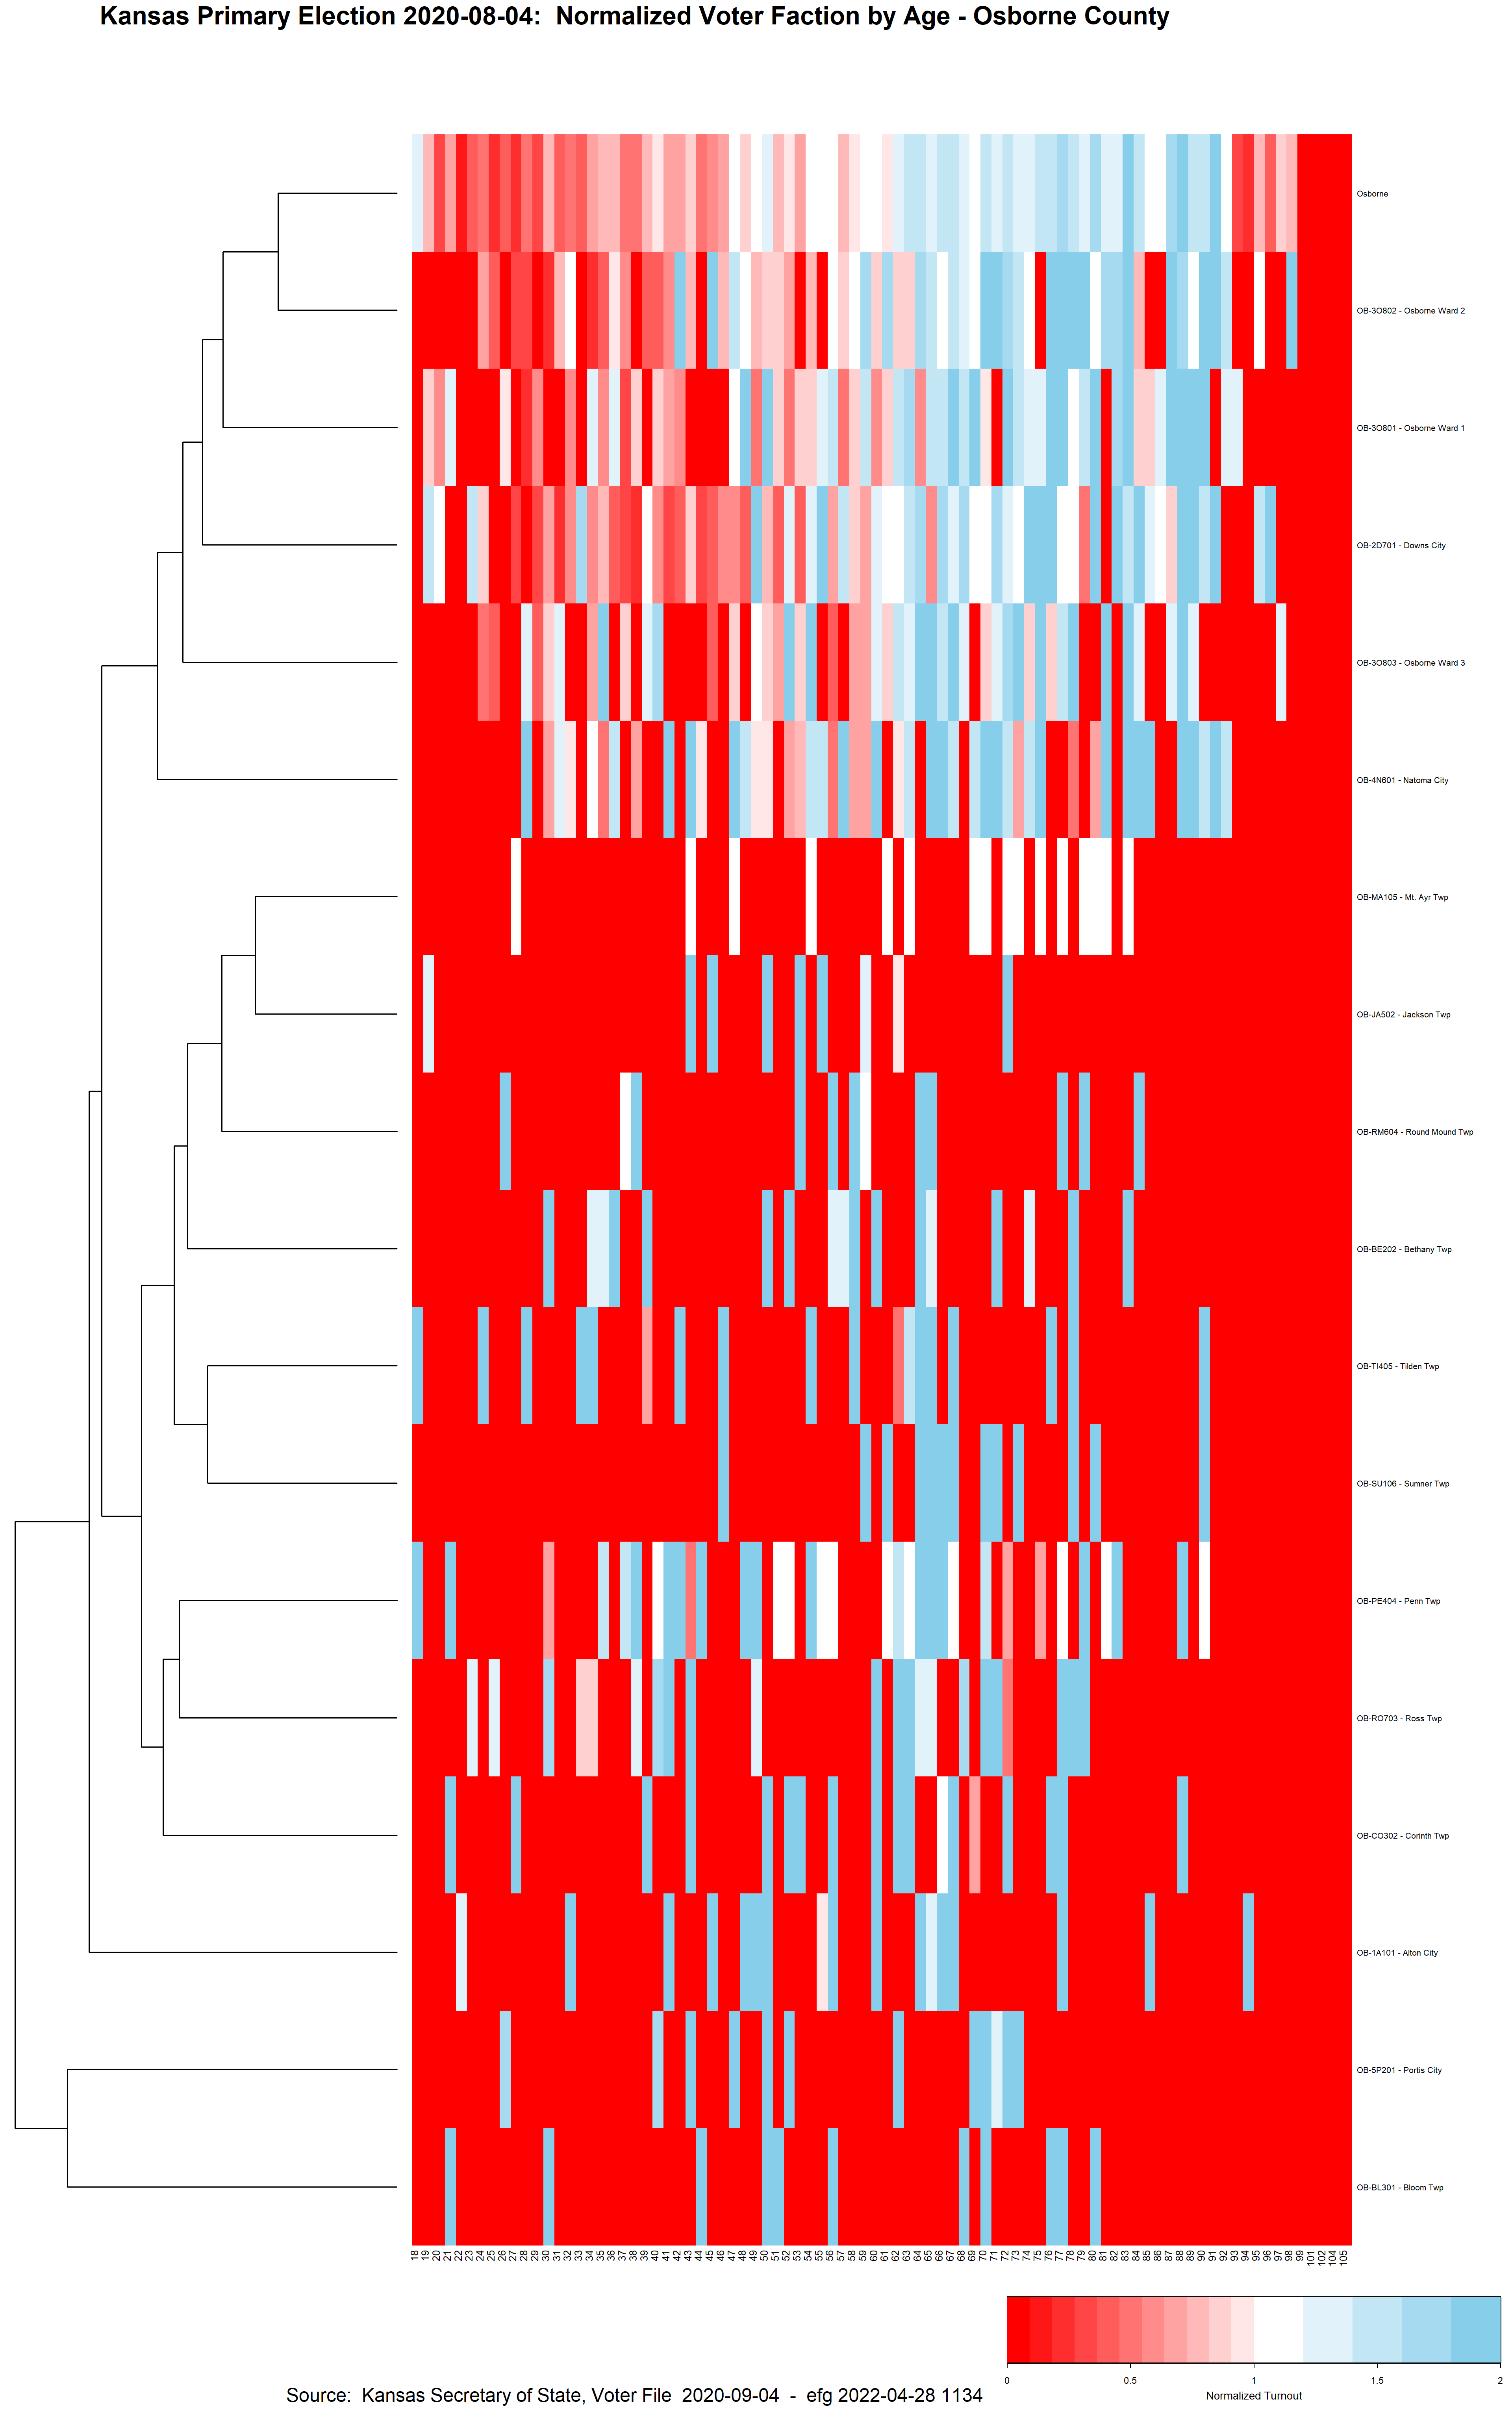 Kansas Primary Election 2020-08-04:  Normalized Voter Faction by Age - Osborne County
Osborne
OB-3O802 - Osborne Ward 2
OB-3O801 - Osborne Ward 1
OB-2D701 - Downs City
OB-3O803 - Osborne Ward 3
OB-4N601 - Natoma City
OB-MA105 - Mt. Ayr Twp
OB-JA502 - Jackson Twp
OB-RM604 - Round Mound Twp
OB-BE202 - Bethany Twp
OB-TI405 - Tilden Twp
OB-SU106 - Sumner Twp
OB-PE404 - Penn Twp
OB-RO703 - Ross Twp
OB-CO302 - Corinth Twp
OB-1A101 - Alton City
OB-5P201 - Portis City
OB-BL301 - Bloom Twp
18 19 20 21 22 23 24 25 26 27 28 29 30 31 32 33 34 35 36 37 38 39 40 41 42 43 44 45 46 47 48 49 50 51 52 53 54 55 56 57 58 59 60 61 62 63 64 65 66 67 68 69 70 71 72 73 74 75 76 77 78 79 80 81 82 83 84 85 86 87 88 89 90 91 92 93 94 95 96 97 98 99 101 102 104 105
0 0.5 1 1.5 2
Normalized Turnout
Source:  Kansas Secretary of State, Voter File  2020-09-04  -  efg 2022-04-28 1134